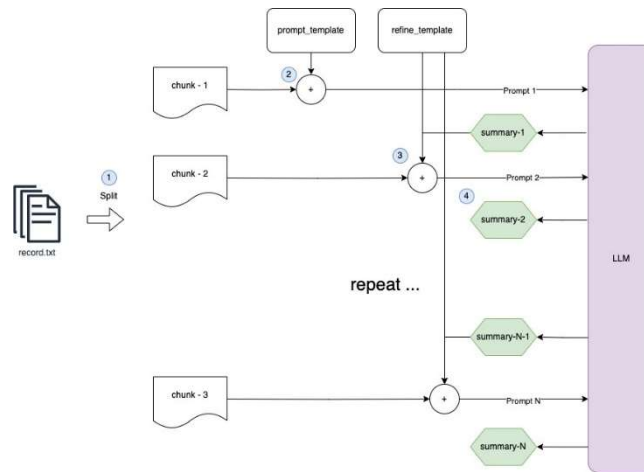 prompt_template
refine_template
chunk - 1
2
+
Prompt 1
summary-1
1
Split
chunk - 2
3
+
Prompt 2
4
summary-2
record.txt
LLM
repeat ...
summary-N-1
chunk - 3
+
Prompt N
summary-N